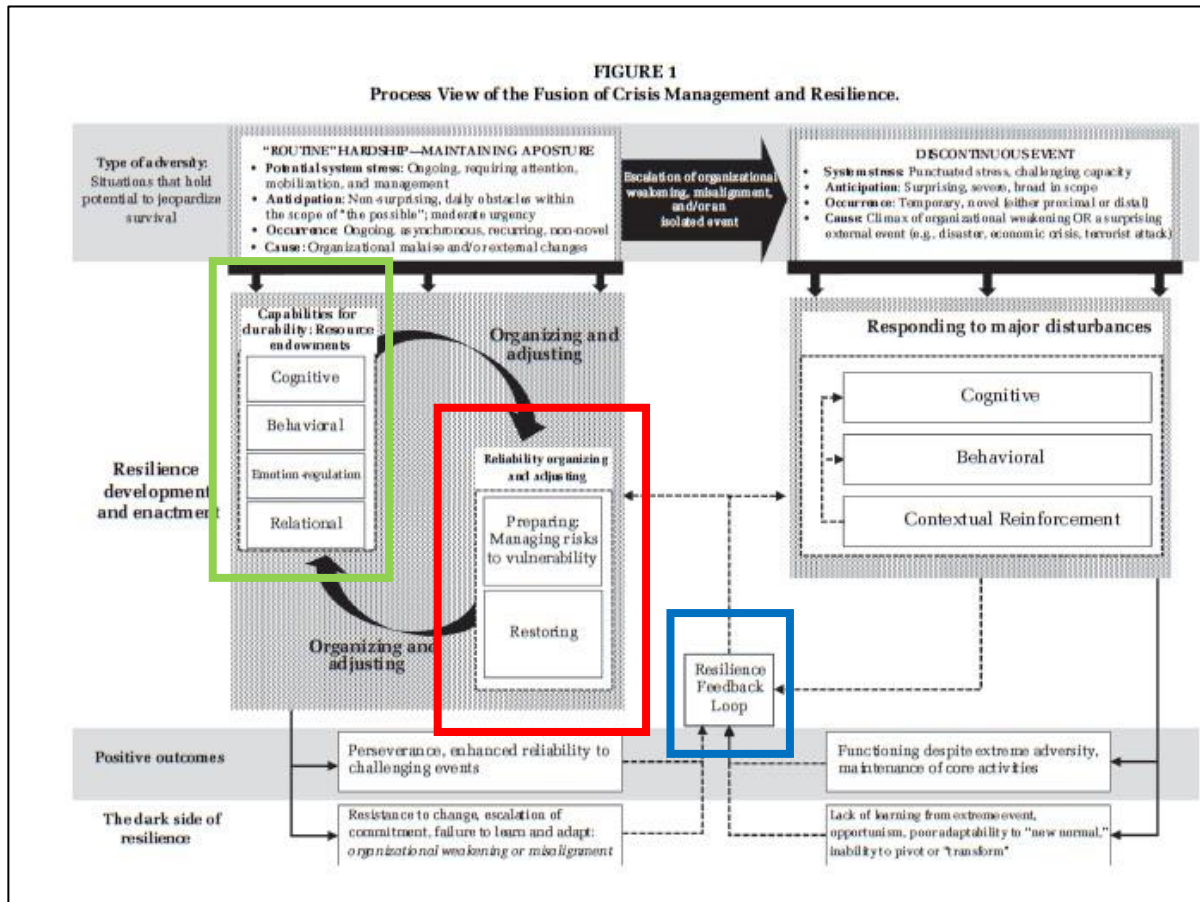 FIGURE 1
Process View of the Fusion of Crisis Management and Resilience.
Type of adversity:
Situations that hold
potential to jeopardize
survival
"ROUTINE" HARDSHIP—MAINTAINING A POSTURE
• Potential system stress: Ongoing, requiring attention,
mobilization, and management
• Anticipation: Non-surprising, daily obstacles within
the scope of "the possible"; moderate urgency
• Occurrence: Ongoing, asynchronous, recurring, non-novel
• Cause: Organizational malaise and/or external changes
Escalation of organizational
weakening, misalignment,
and/or an
isolated event
DISCONTINUOUS EVENT
• System stress: Punctuated stress, challenging capacity
• Anticipation: Surprising, severe, broad in scope
• Occurrence: Temporary, novel (either proximal or distal)
• Cause: Climax of organizational weakening OR a surprising
external event (e.g., disaster, economic crisis, terrorist attack)
Resilience
development
and enactment
Capabilities for
durability: Resource
endowments
Cognitive
Behavioral
Emotion-regulation
Relational
Organizing and
adjusting
Reliability organizing
and adjusting
Preparing:
Managing risks
to vulnerability
Restoring
Organizing and
adjusting
Responding to major disturbances
Cognitive
Behavioral
Contextual Reinforcement
Resilience
Feedback
Loop
Positive outcomes
Perseverance, enhanced reliability to
challenging events
Functioning despite extreme adversity,
maintenance of core activities
The dark side of
resilience
Resistance to change, escalation of
commitment, failure to learn and adapt:
organizational weakening or misalignment
Lack of learning from extreme event,
opportunism, poor adaptability to "new normal,"
inability to pivot or "transform"